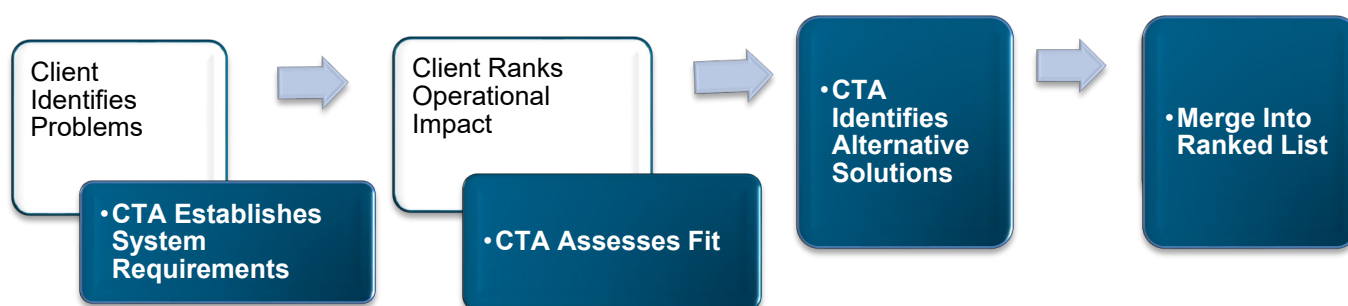 Client
Identifies
Problems
•CTA Establishes
System
Requirements
Client Ranks
Operational
Impact
•CTA Assesses Fit
•CTA
Identifies
Alternative
Solutions
•Merge Into
Ranked List